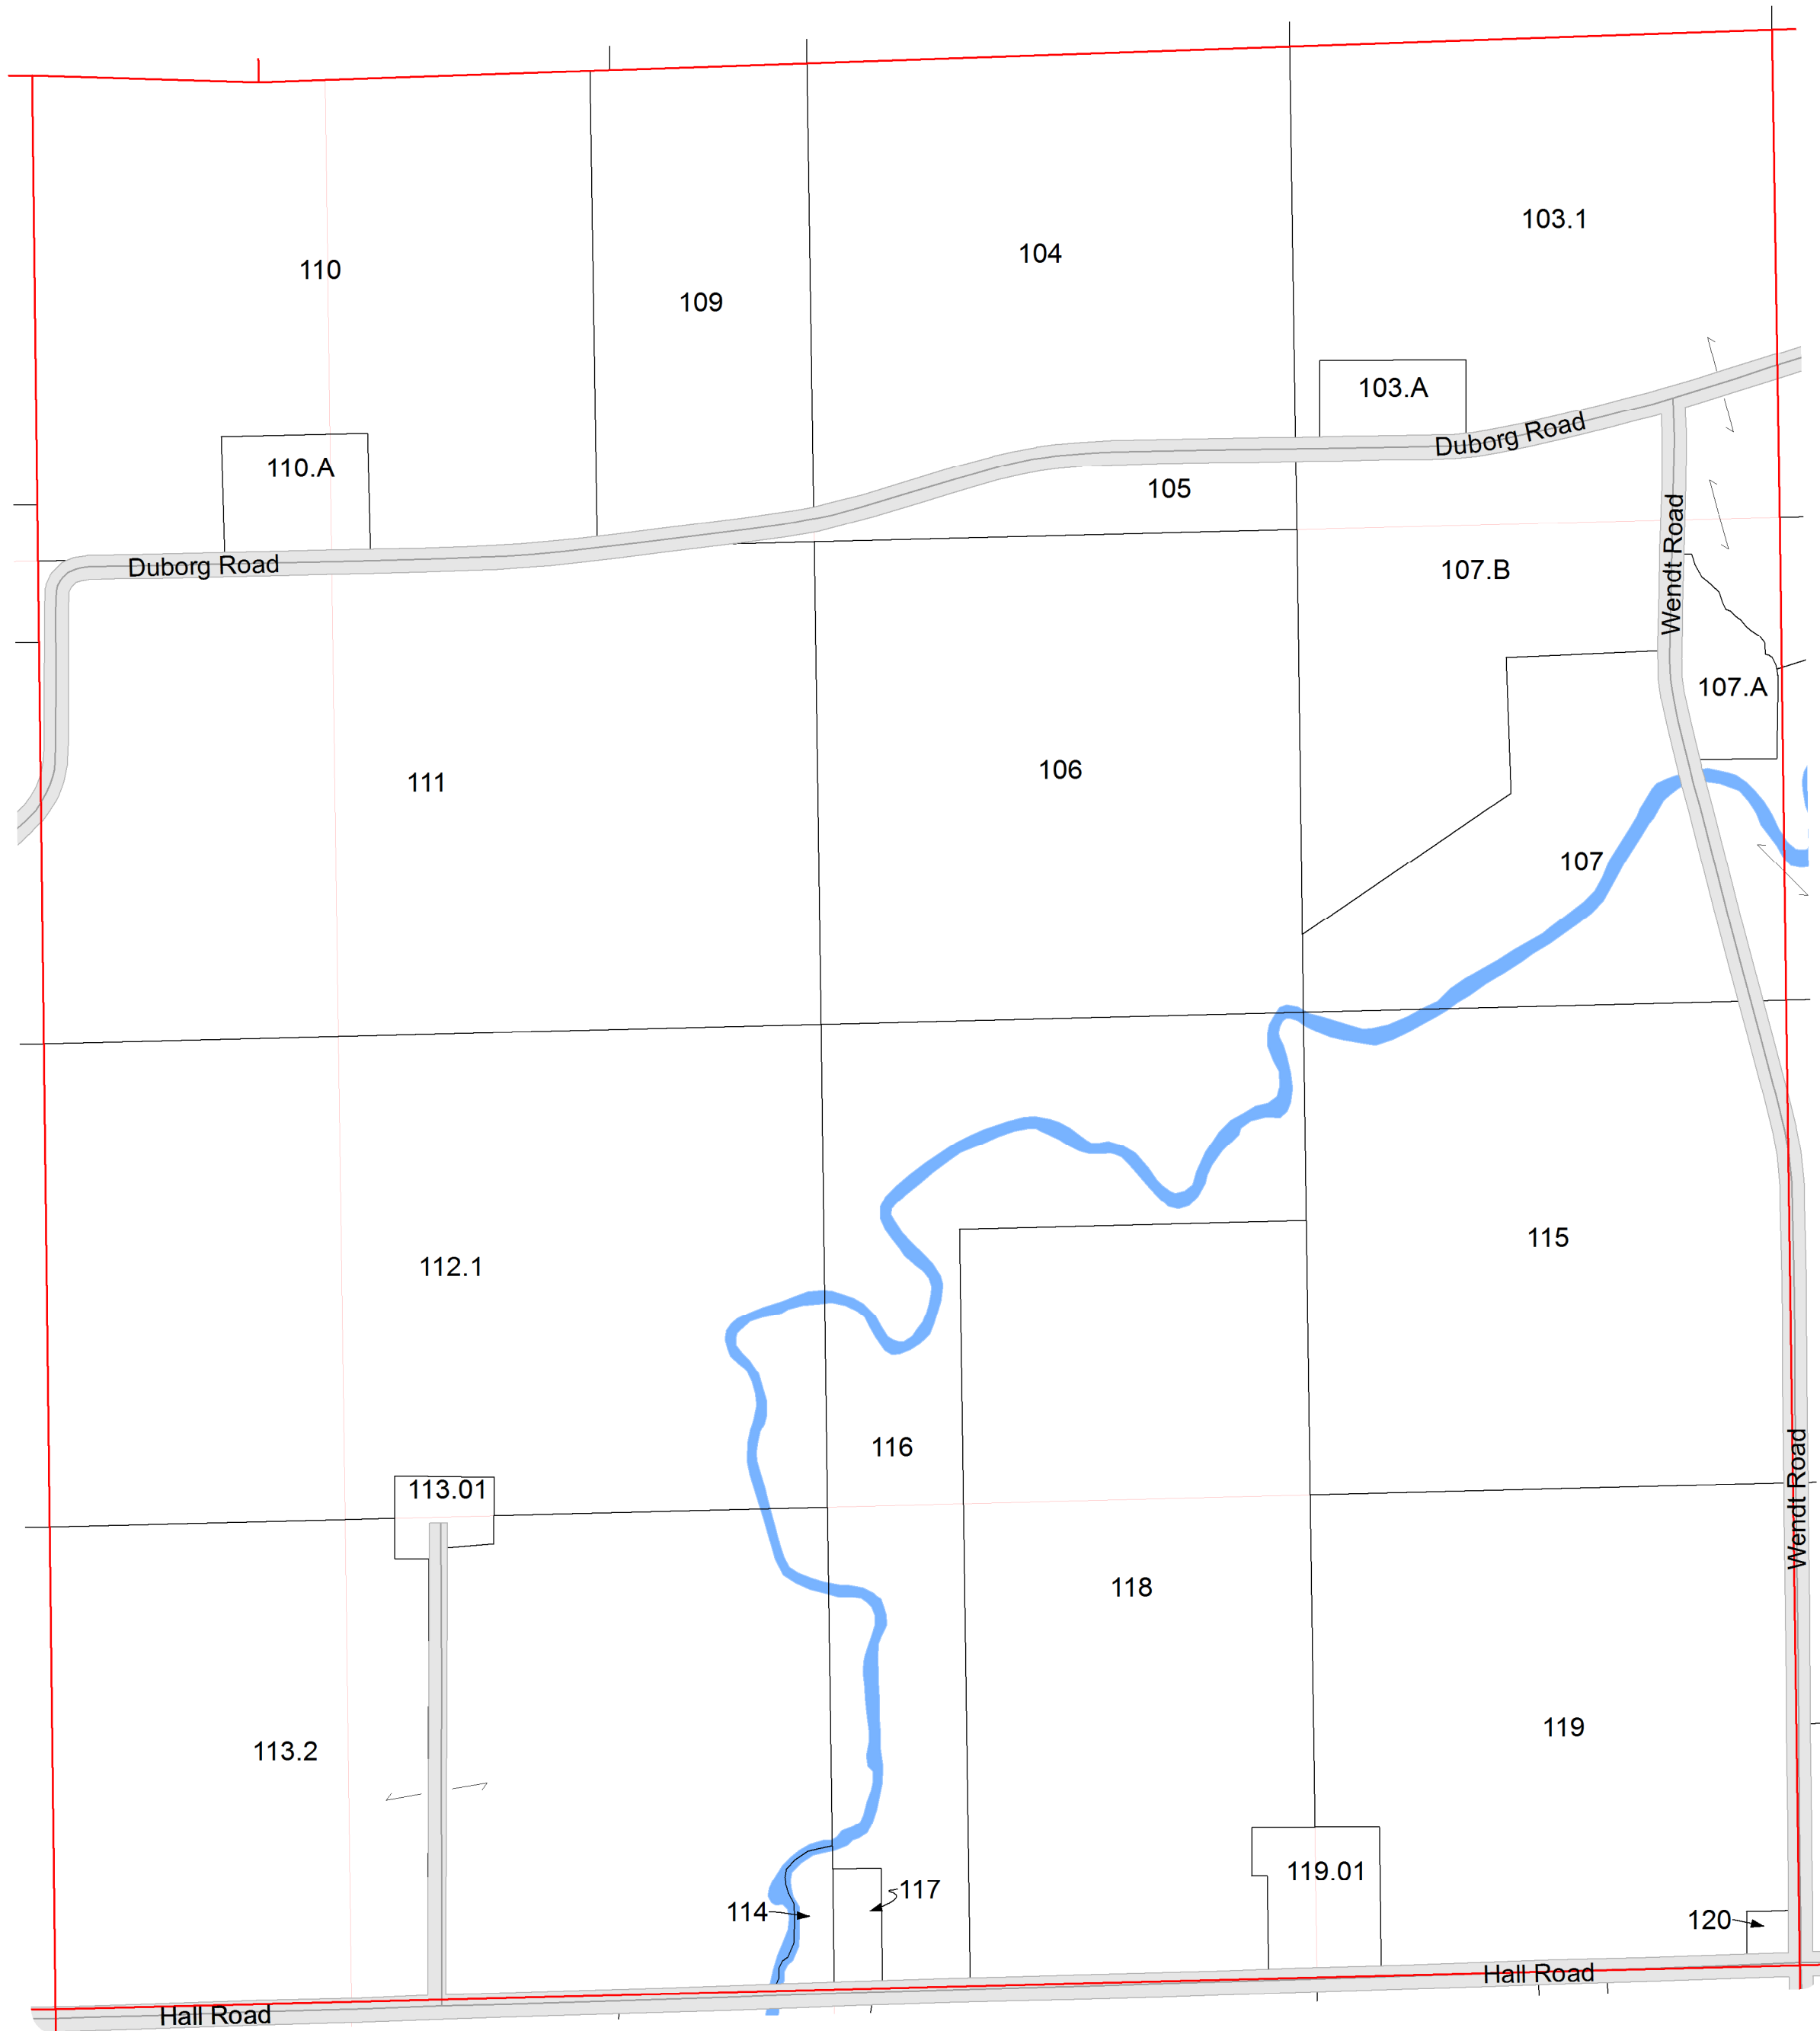 103.1
104
110
109
103.A
Duborg Road
110.A
105
Wendt Road
Duborg Road
107.B
107.A
106
111
107
115
112.1
116
113.01
Wendt Road
118
119
113.2
119.01
117
114
120
Hall Road
Hall Road